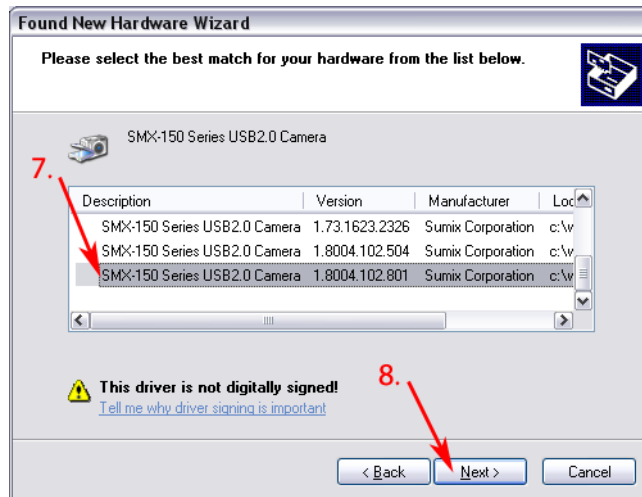 Found New Hardware Wizard
Please select the best match for your hardware from the list below.
SMX-150 Series USB2.0 Camera
7.
Description Version Manufacturer Loc
SMX-150 Series USB2.0 Camera 1.73.1623.2326 Sumix Corporation c:\w
SMX-150 Series USB2.0 Camera 1.8004.102.504 Sumix Corporation c:\w
SMX-150 Series USB2.0 Camera 1.8004.102.801 Sumix Corporation c:\w
This driver is not digitally signed!
8.
Tell me why driver signing is important
< Back Next > Cancel